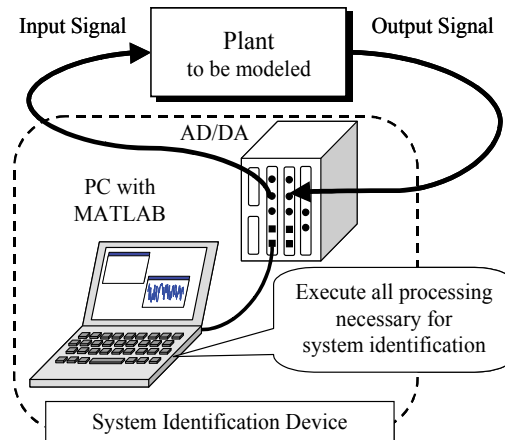 Input Signal
Plant
to be modeled
Output Signal
AD/DA
PC with
MATLAB
Execute all processing
necessary for
system identification
System Identification Device